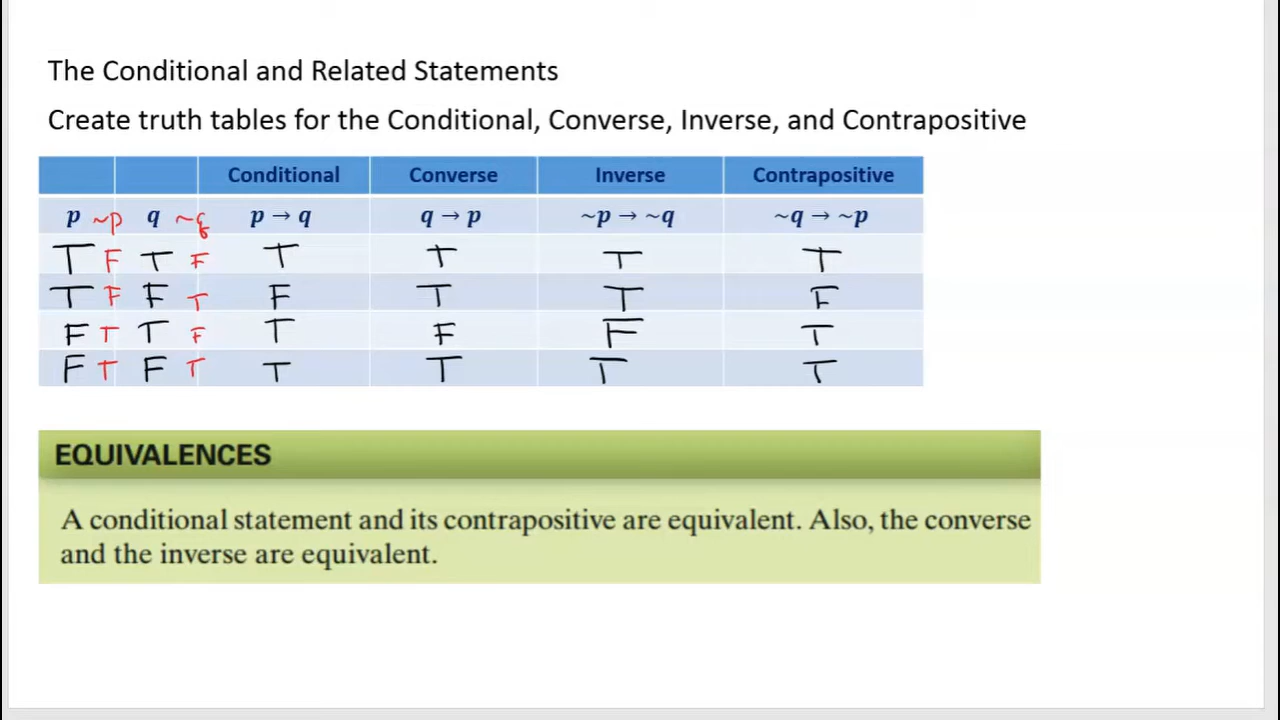 The Conditional and Related Statements
Create truth tables for the Conditional, Converse, Inverse, and Contrapositive
Conditional Converse Inverse Contrapositive
p ~p q ~q p → q q → p ~p → ~q ~q → ~p
T F T F T T T T
T F F T F T T F
F T T F T F F T
F T F T T T T T
EQUIVALENCES
A conditional statement and its contrapositive are equivalent. Also, the converse
and the inverse are equivalent.